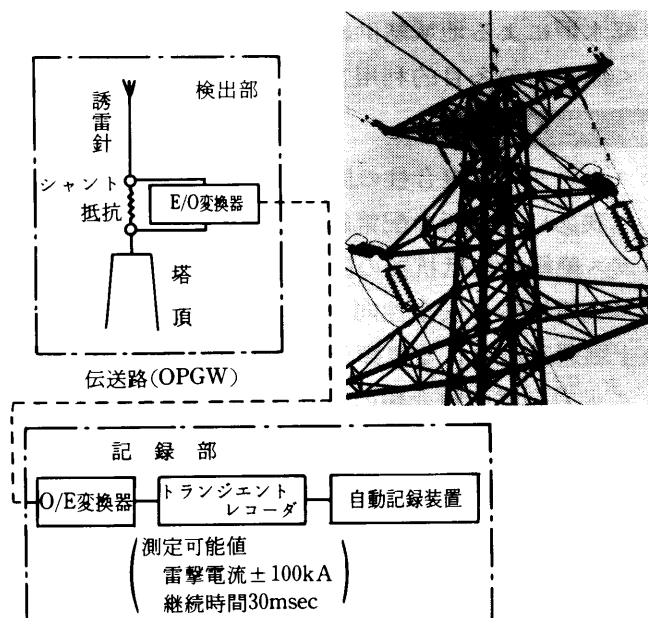 検出部
誘雷針
シャント
抵抗
E/O変換器
塔
頂
伝送路(OPGW)
記 録 部
O/E変換器
トランジエント
レコーダ
自動記録装置
測定可能値
雷撃電流±100kA
継続時間30msec